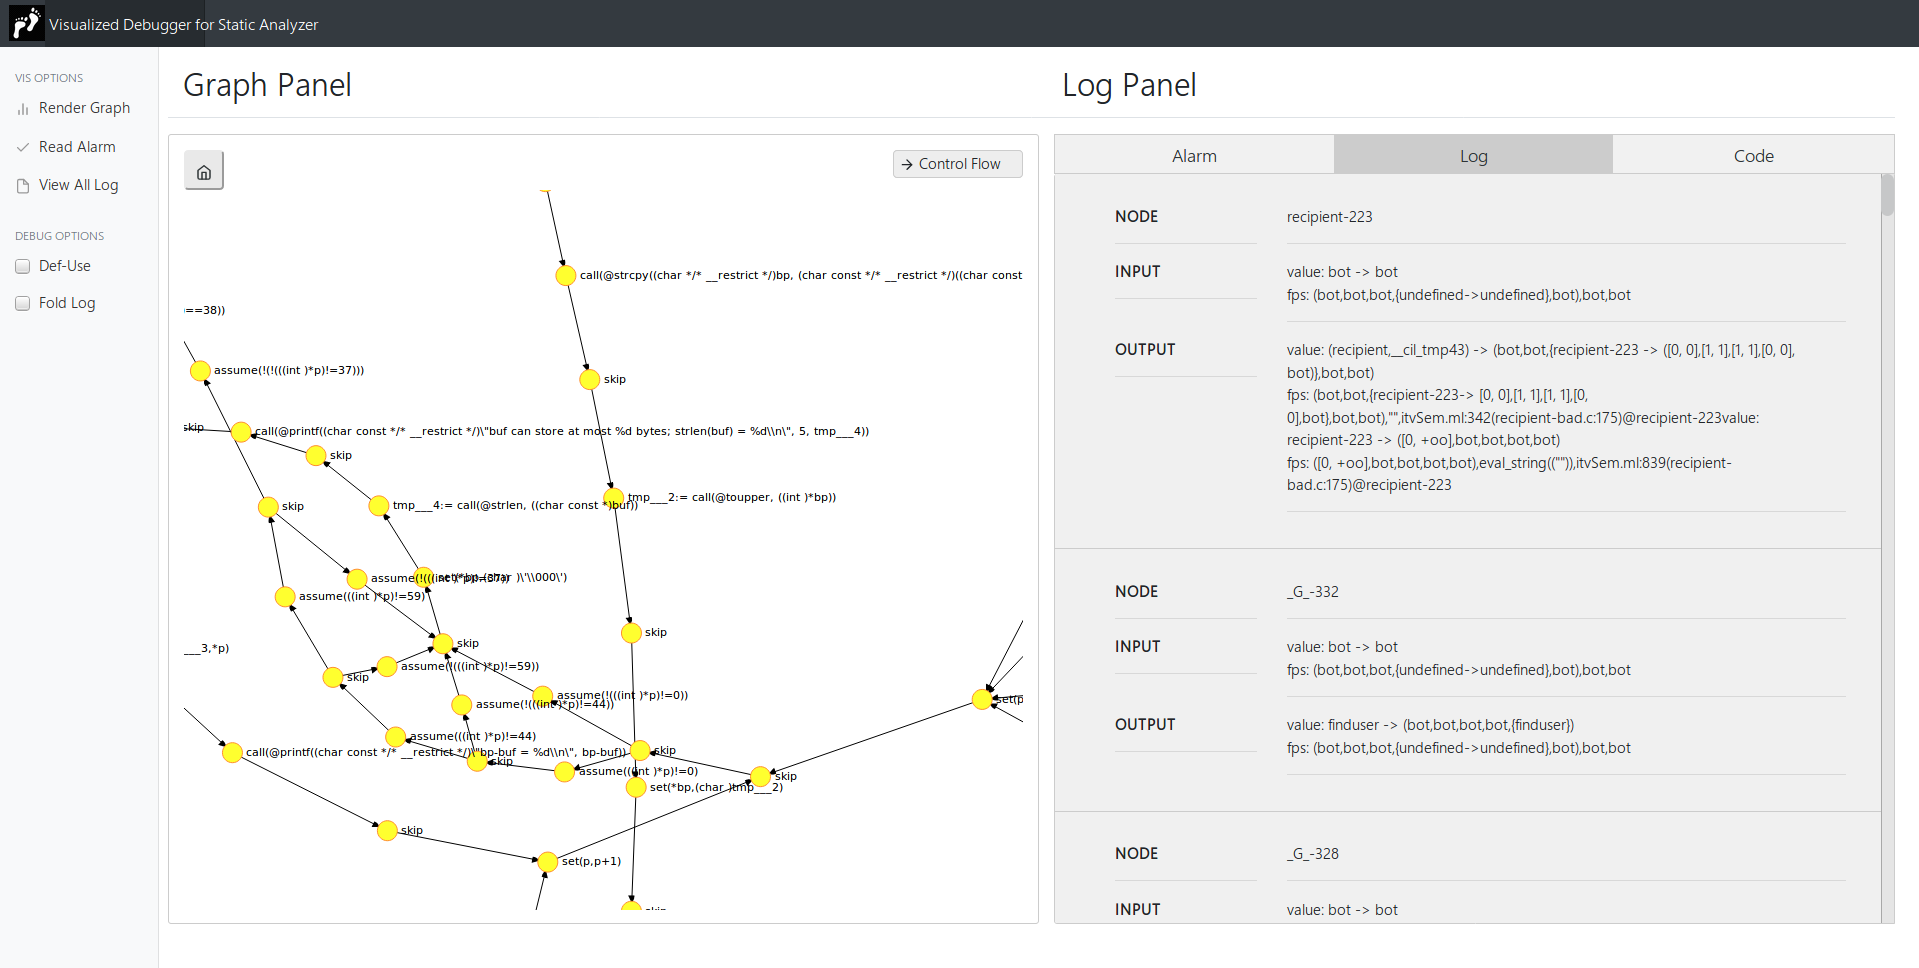 Visualized Debugger for Static Analyzer
VIS OPTIONS
Render Graph
Read Alarm
View All Log
DEBUG OPTIONS
Def-Use
Fold Log
Graph Panel
Control Flow
call(@strcpy((char */* __restrict */)bp, (char const */* __restrict */)((char const
==38))
assume(!(!(((int )*p)!=37)))
skip
skip
call(@printf((char const */* __restrict */)\"buf can store at most %d bytes; strlen(buf) = %d\\n\", 5, tmp___4))
skip
tmp___2:= call(@toupper, ((int )*bp))
skip
tmp___4:= call(@strlen, ((char const *)buf))
assume(!(((int )*p)!=37))
set(*bp,(char )\'\\000\')
assume(((int )*p)!=59)
skip
skip
___3,*p)
assume(!(((int )*p)!=59))
skip
assume(!(((int )*p)!=0))
set(p
assume(!(((int )*p)!=44))
assume(((int )*p)!=44)
call(@printf((char const */* __restrict */)\"bp-buf = %d\\n\", bp-buf))
skip
skip
assume(((int )*p)!=0)
skip
set(*bp,(char )tmp___2)
skip
set(p,p+1)
skip
Log Panel
Alarm
Log
Code
NODE
recipient-223
INPUT
value: bot -> bot
fps: (bot,bot,bot,{undefined->undefined},bot),bot,bot
OUTPUT
value: (recipient,__cil_tmp43) -> (bot,bot,{recipient-223 -> ([0, 0],[1, 1],[1, 1],[0, 0],
bot)},bot,bot)
fps: (bot,bot,{recipient-223-> [0, 0],[1, 1],[1, 1],[0,
0],bot},bot,bot),"",itvSem.ml:342(recipient-bad.c:175)@recipient-223value:
recipient-223 -> ([0, +oo],bot,bot,bot,bot)
fps: ([0, +oo],bot,bot,bot,bot),eval_string(("")),itvSem.ml:839(recipient-
bad.c:175)@recipient-223
NODE
_G_-332
INPUT
value: bot -> bot
fps: (bot,bot,bot,{undefined->undefined},bot),bot,bot
OUTPUT
value: finduser -> (bot,bot,bot,bot,{finduser})
fps: (bot,bot,bot,{undefined->undefined},bot),bot,bot
NODE
_G_-328
INPUT
value: bot -> bot